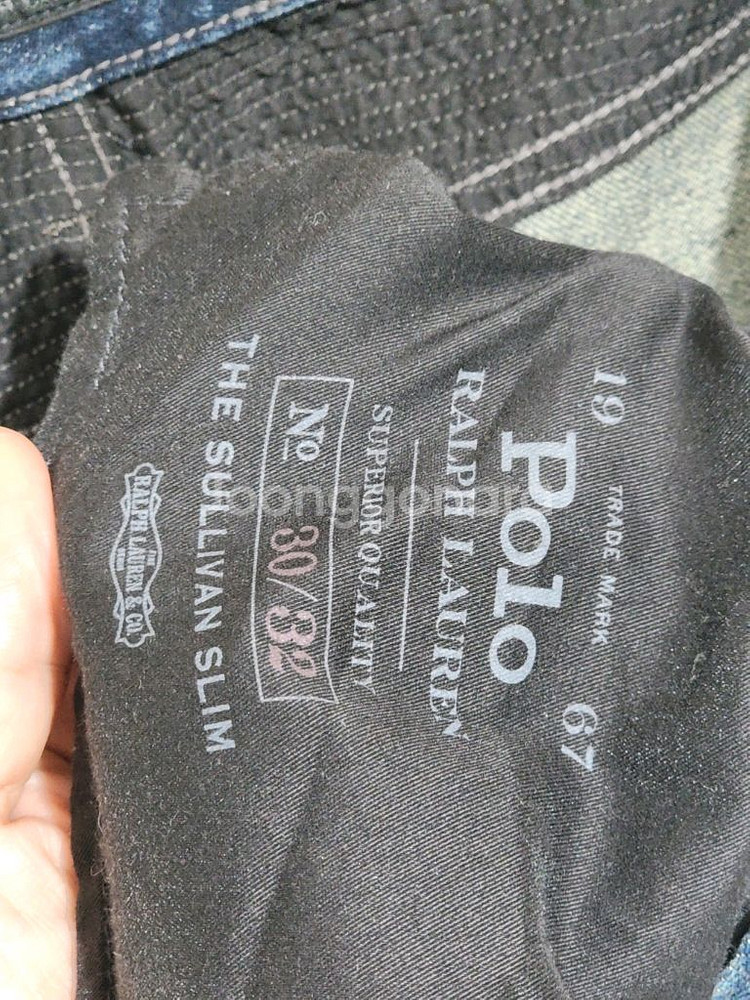 19 TRADE MARK 67
Polo
RALPH LAUREN
SUPERIOR QUALITY
No 30/32
THE SULLIVAN SLIM
RALPH LAUREN & CO.